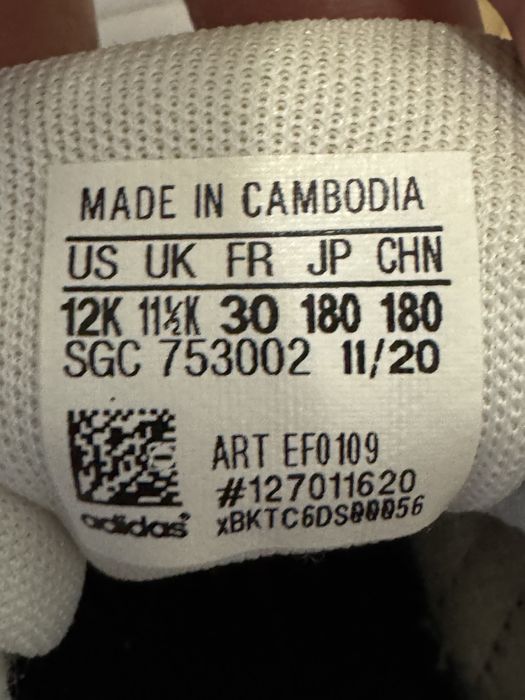 MADE IN CAMBODIA
US UK FR JP CHN
12K 11½K 30 180 180
SGC 753002 11/20
ART EF0109
#127011620
xBKTC6DS00056
adidas